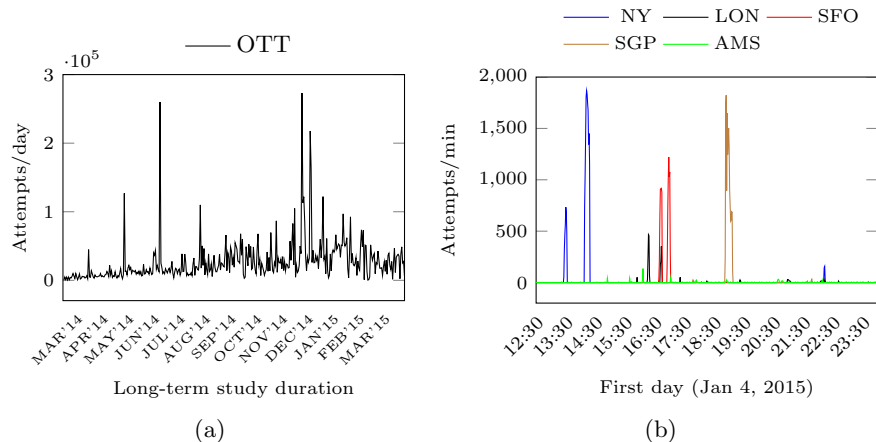 OTT
·10⁵
3
2
1
0
Attempts/day
MAR'14
APR'14
MAY'14
JUN'14
JUL'14
AUG'14
SEP'14
OCT'14
NOV'14
DEC'14
JAN'15
FEB'15
MAR'15
Long-term study duration
(a)
NY LON SFO
SGP AMS
2,000
1,500
1,000
500
0
Attempts/min
12:30
13:30
14:30
15:30
16:30
17:30
18:30
19:30
20:30
21:30
22:30
23:30
First day (Jan 4, 2015)
(b)